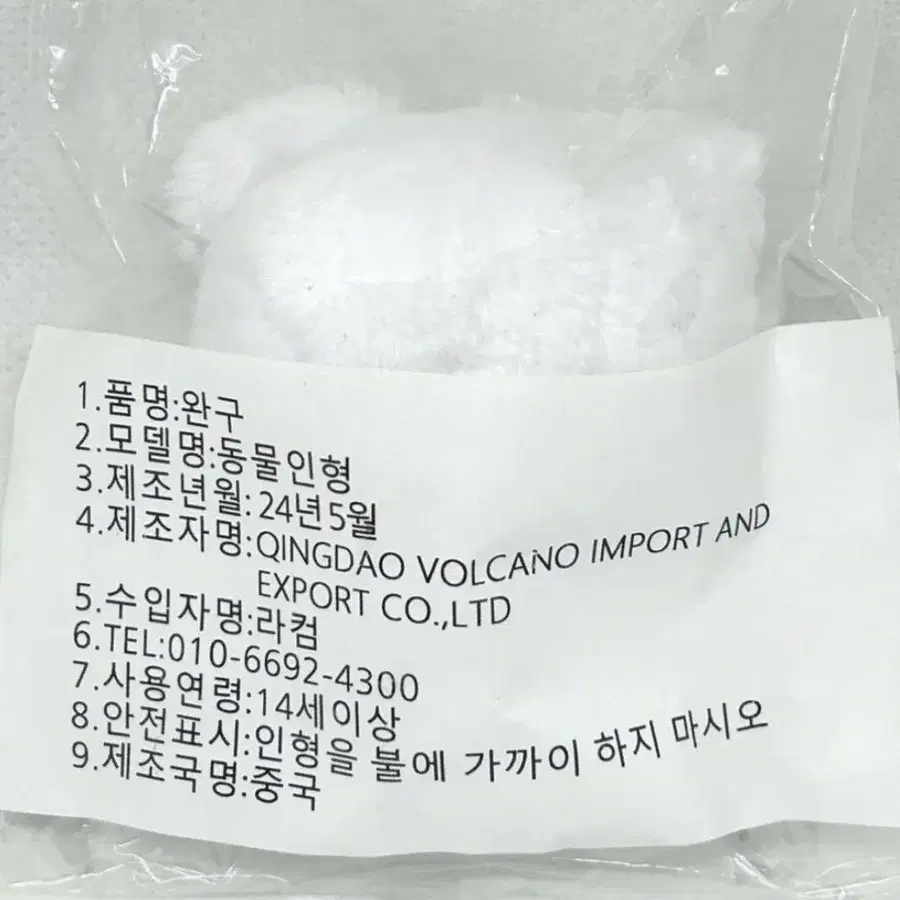 1.품명:완구
2.모델명:동물인형
3.제조년월:24년5월
4.제조자명:QINGDAO VOLCANO IMPORT AND
EXPORT CO.,LTD
5.수입자명:라컴
6.TEL:010-6692-4300
7.사용연령:14세이상
8.안전표시:인형을 불에 가까이 하지 마시오
9.제조국명:중국